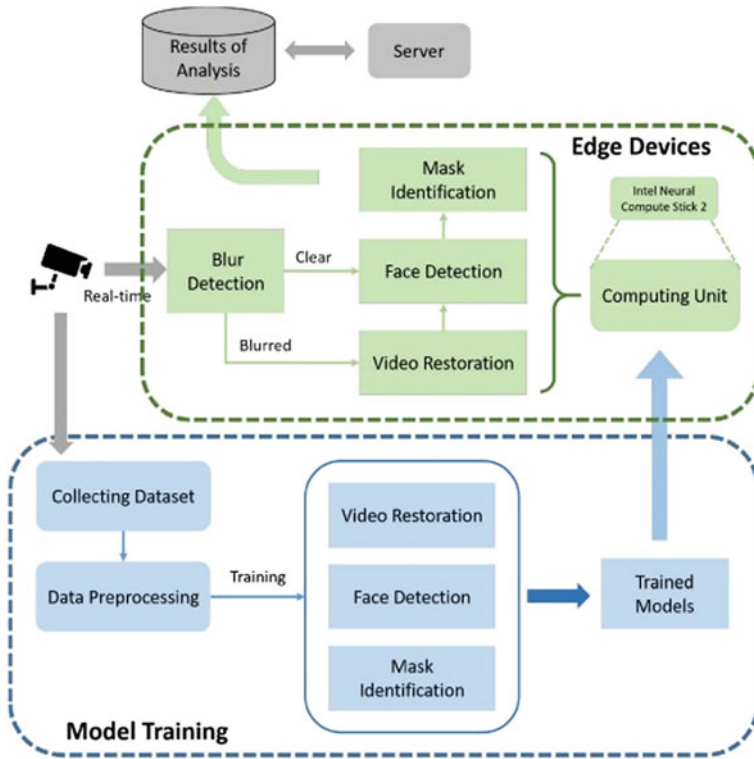 Results of
Analysis
Server
Edge Devices
Mask
Identification
Intel Neural
Compute Stick 2
Real-time
Blur
Detection
Clear
Face Detection
Computing Unit
Blurred
Video Restoration
Collecting Dataset
Video Restoration
Data Preprocessing
Training
Face Detection
Trained
Models
Mask
Identification
Model Training